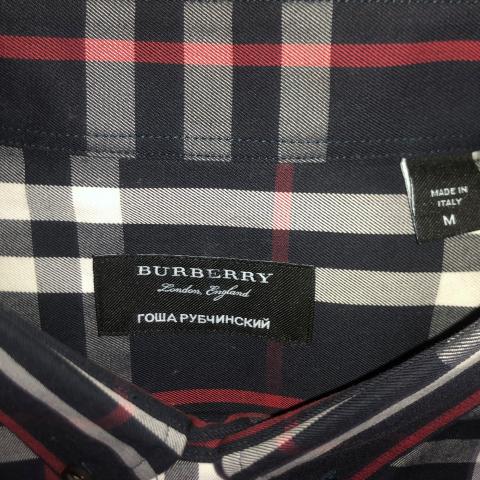 MADE IN
ITALY
M
BURBERRY
London, England
ГОША РУБЧИНСКИЙ